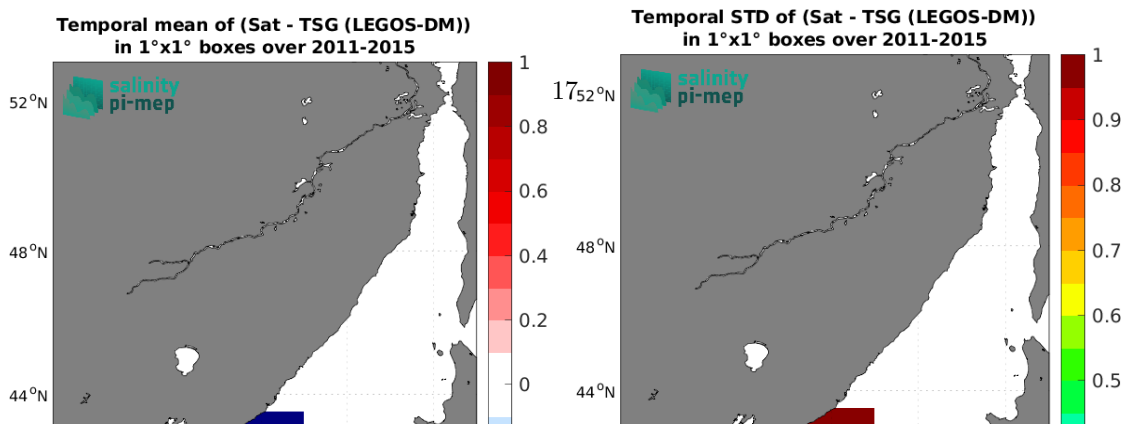 Temporal mean of (Sat - TSG (LEGOS-DM))
in 1°x1° boxes over 2011-2015
salinity
pi-mep
52°N
48°N
44°N
1
0.8
0.6
0.4
0.2
0
17
Temporal STD of (Sat - TSG (LEGOS-DM))
in 1°x1° boxes over 2011-2015
salinity
pi-mep
52°N
48°N
44°N
1
0.9
0.8
0.7
0.6
0.5